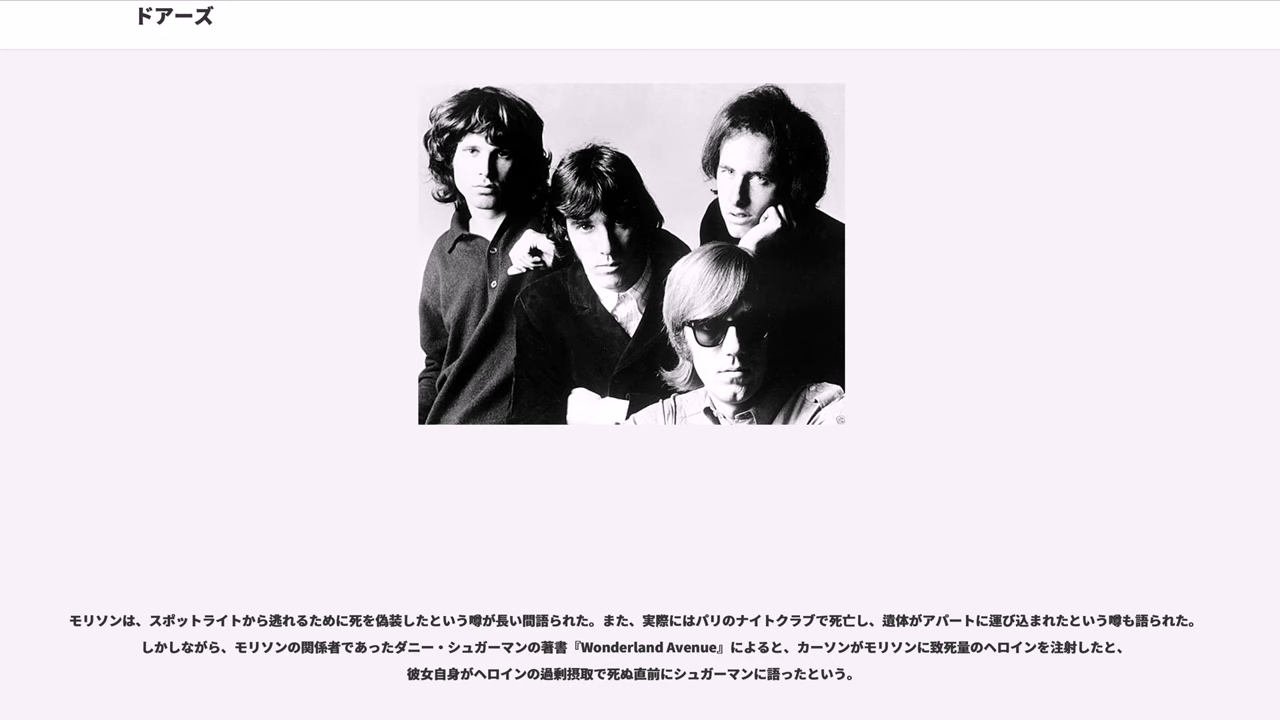 ドアーズ
モリソンは、スポットライトから逃れるために死を偽装したという噂が長い間語られた。また、実際にはパリのナイトクラブで死亡し、遺体がアパートに運び込まれたという噂も語られた。
しかしながら、モリソンの関係者であったダニー・シュガーマンの著書『Wonderland Avenue』によると、カーソンがモリソンに致死量のヘロインを注射したと、
彼女自身がヘロインの過剰摂取で死ぬ直前にシュガーマンに語ったという。